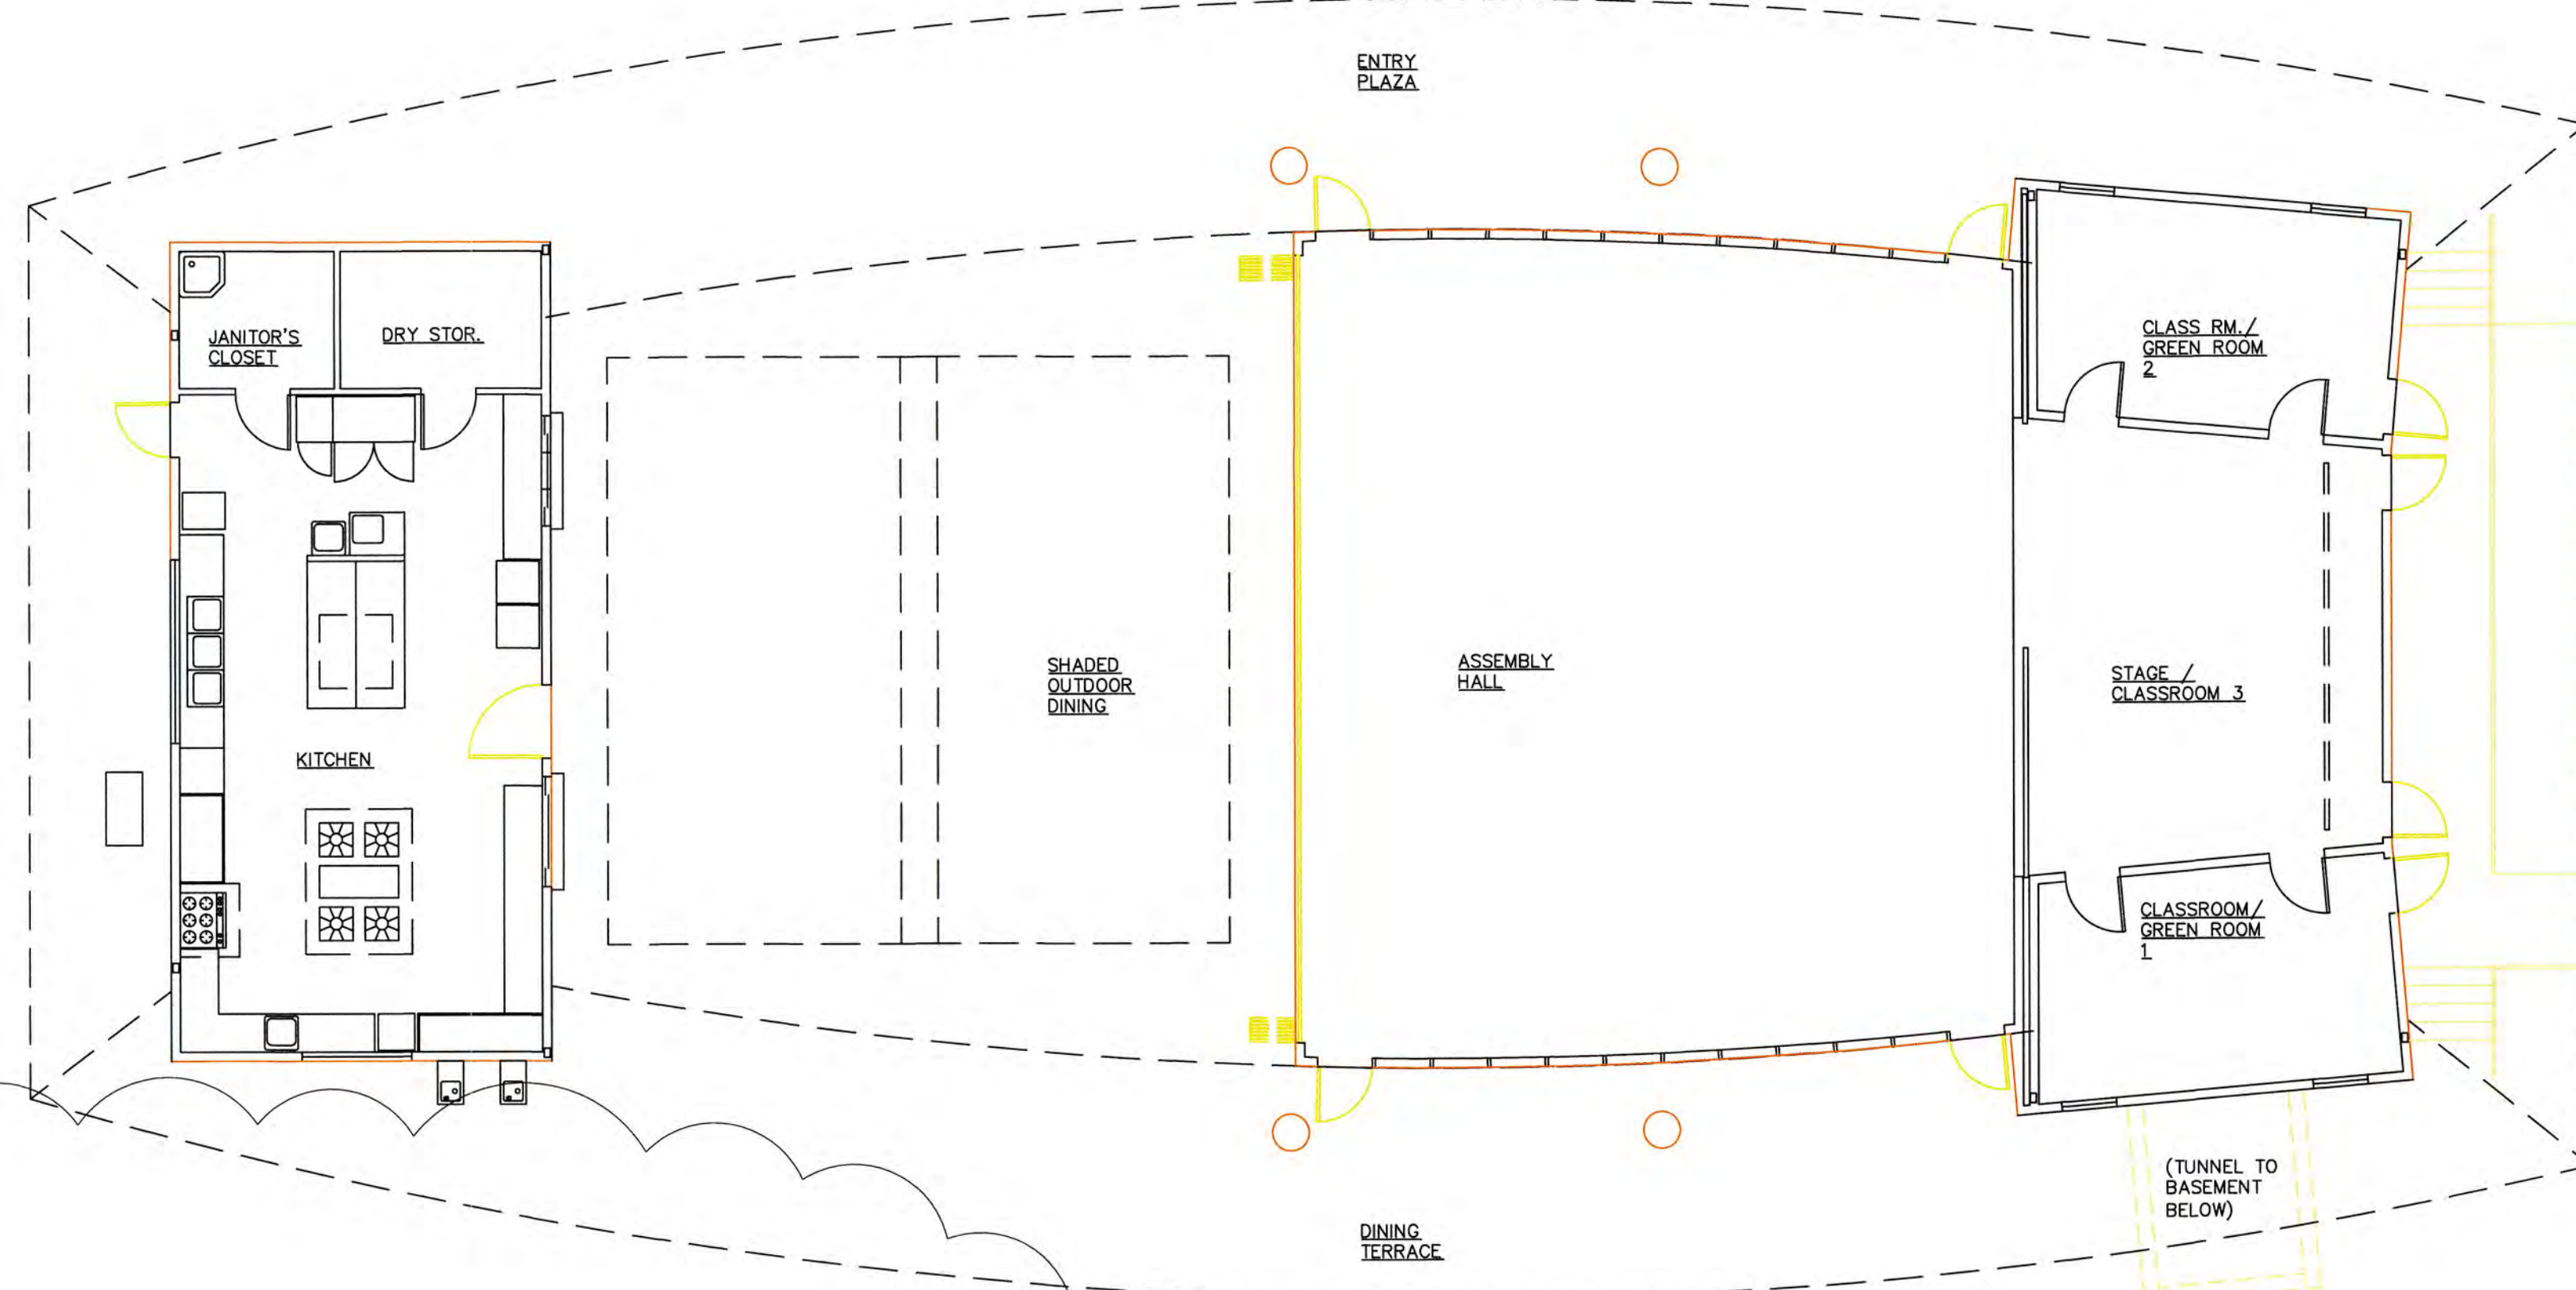 ENTRY
PLAZA
JANITOR'S
CLOSET
DRY STOR.
CLASS RM./
GREEN ROOM
2
SHADED
OUTDOOR
DINING
ASSEMBLY
HALL
STAGE /
CLASSROOM 3
KITCHEN
CLASSROOM/
GREEN ROOM
1
(TUNNEL TO
BASEMENT
BELOW)
DINING
TERRACE